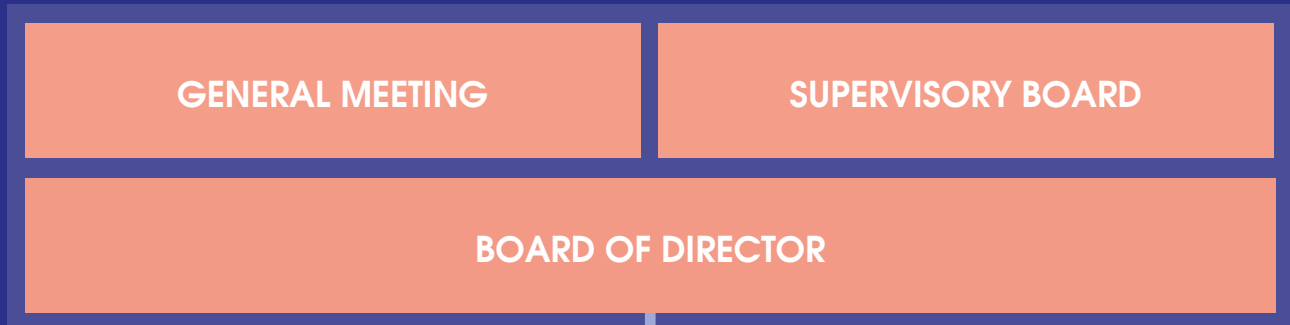 GENERAL MEETING
SUPERVISORY BOARD
BOARD OF DIRECTOR